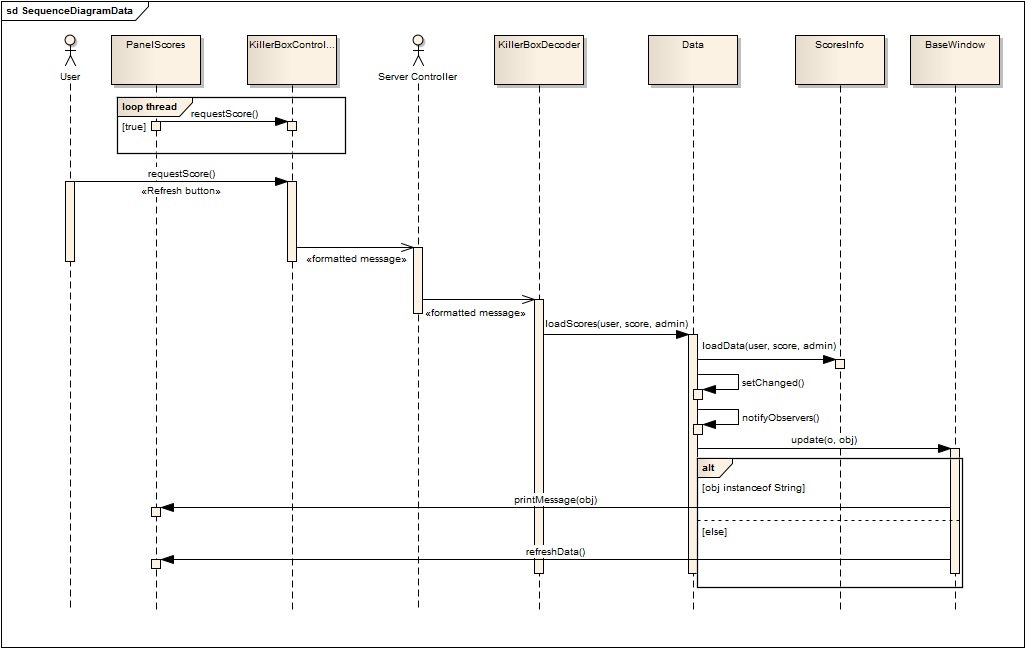 sd SequenceDiagramData
PanelScores
KillerBoxControl...
KillerBoxDecoder
Data
ScoresInfo
BaseWindow
User
Server Controller
loop thread
requestScore()
[true]
requestScore()
«Refresh button»
«formatted message»
«formatted message»
loadScores(user, score, admin)
loadData(user, score, admin)
setChanged()
notifyObservers()
update(o, obj)
alt
[obj instanceof String]
printMessage(obj)
[else]
refreshData()